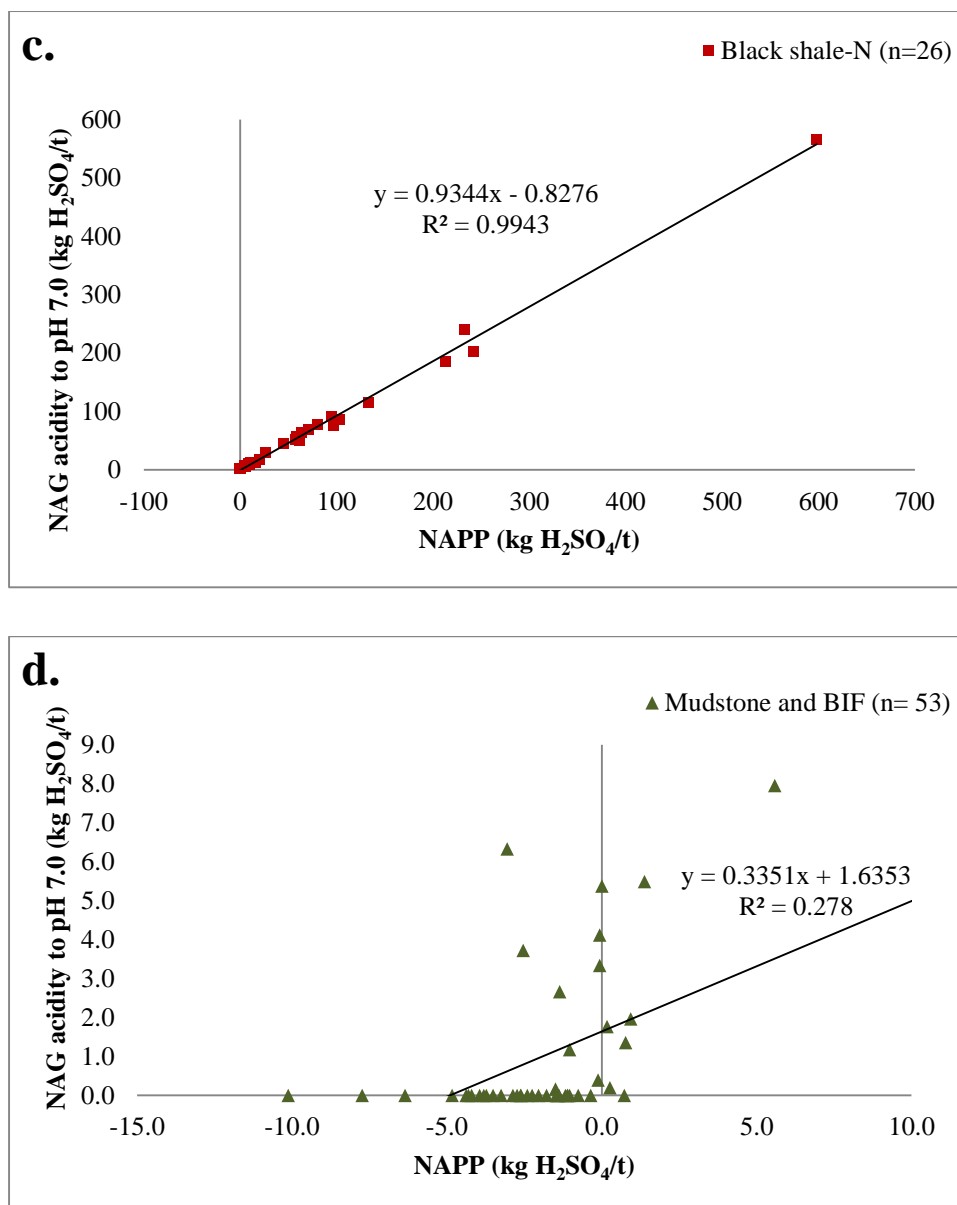 c.
Black shale-N (n=26)
NAG acidity to pH 7.0 (kg H₂SO₄/t)
600
500
400
300
200
100
0
y = 0.9344x - 0.8276
R² = 0.9943
-100 0 100 200 300 400 500 600 700
NAPP (kg H₂SO₄/t)
d.
Mudstone and BIF (n= 53)
NAG acidity to pH 7.0 (kg H₂SO₄/t)
9.0
8.0
7.0
6.0
5.0
4.0
3.0
2.0
1.0
0.0
y = 0.3351x + 1.6353
R² = 0.278
-15.0 -10.0 -5.0 0.0 5.0 10.0
NAPP (kg H₂SO₄/t)